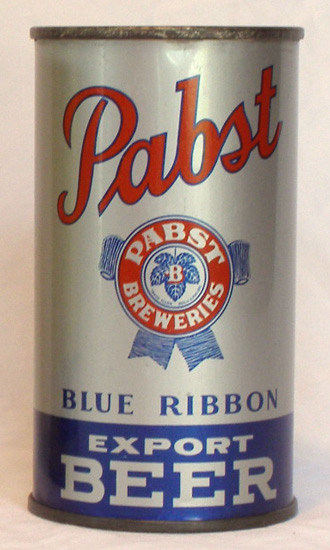 Pabst
PABST
B
BREWERIES
BLUE RIBBON
EXPORT
BEER